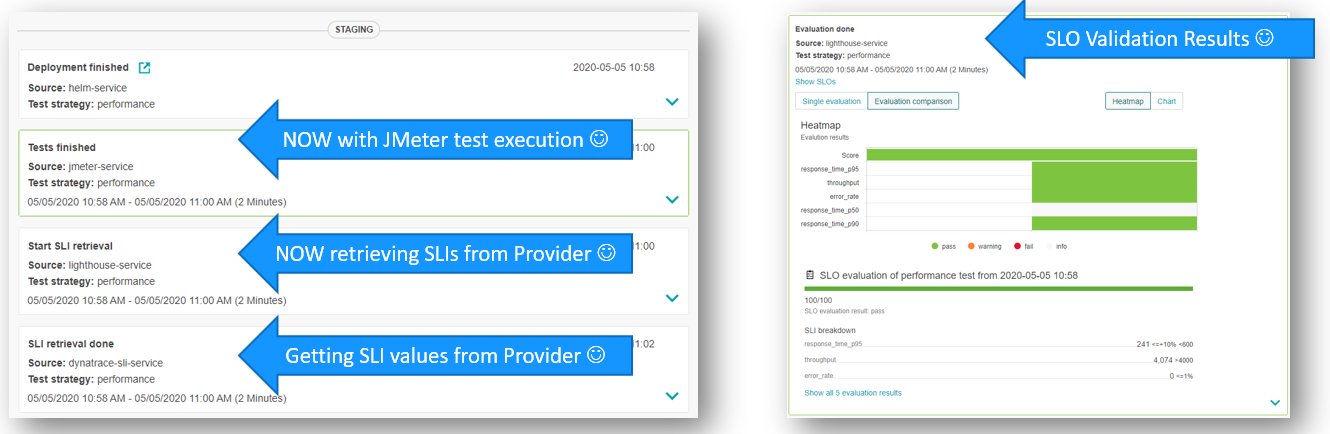 STAGING
Deployment finished 2020-05-05 10:58
Source: helm-service
Test strategy: performance
Tests finished 11:00
NOW with JMeter test execution ☺
Source: jmeter-service
Test strategy: performance
05/05/2020 10:58 AM - 05/05/2020 11:00 AM (2 Minutes)
Start SLI retrieval 11:00
NOW retrieving SLIs from Provider ☺
Source: lighthouse-service
Test strategy: performance
05/05/2020 10:58 AM - 05/05/2020 11:00 AM (2 Minutes)
SLI retrieval done 11:02
Getting SLI values from Provider ☺
Source: dynatrace-sli-service
Test strategy: performance
05/05/2020 10:58 AM - 05/05/2020 11:00 AM (2 Minutes)
Evaluation done
SLO Validation Results ☺
Source: lighthouse-service
Test strategy: performance
05/05/2020 10:58 AM - 05/05/2020 11:00 AM (2 Minutes)
Show SLOs
Single evaluation Evaluation comparison Heatmap Chart
Heatmap
Evalution results
Score
response_time_p95
throughput
error_rate
response_time_p50
response_time_p90
pass warning fail info
SLO evaluation of performance test from 2020-05-05 10:58
100/100
SLO evaluation result: pass
SLI breakdown
response_time_p95 241 <=+10% <600
throughput 4,074 >4000
error_rate 0 <=1%
Show all 5 evaluation results